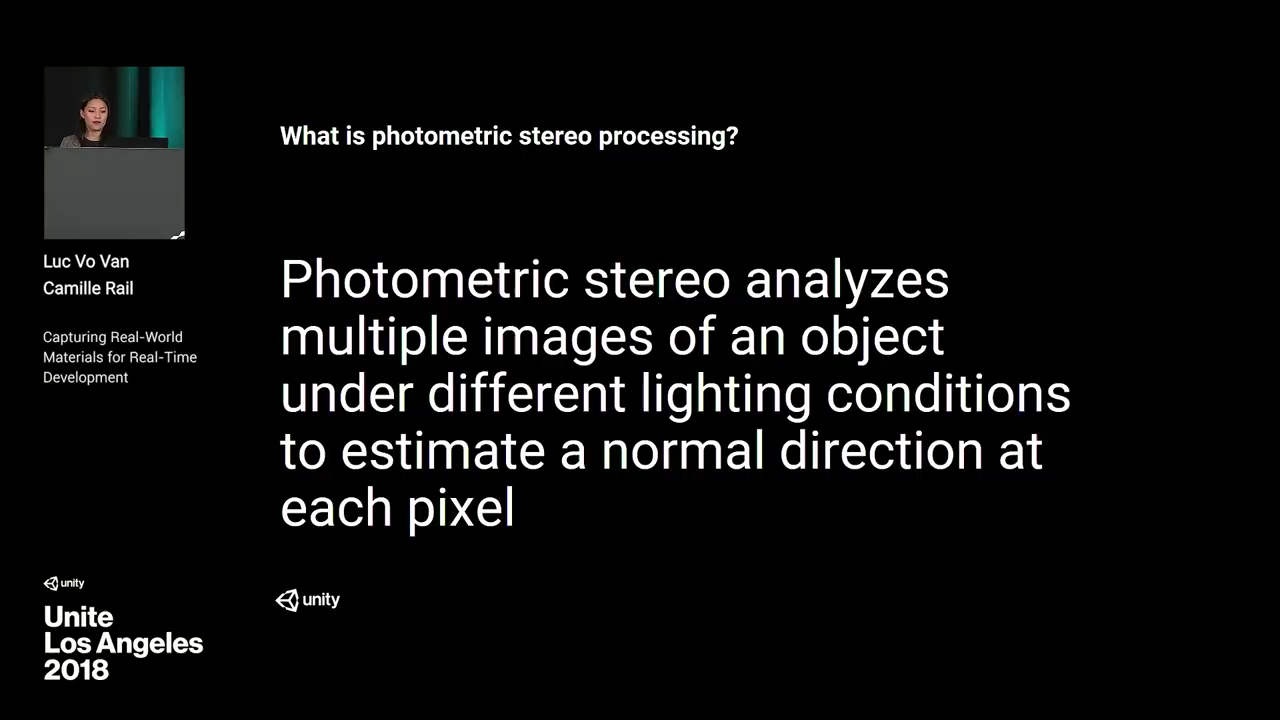 What is photometric stereo processing?
Photometric stereo analyzes
multiple images of an object
under different lighting conditions
to estimate a normal direction at
each pixel
Luc Vo Van
Camille Rail
Capturing Real-World
Materials for Real-Time
Development
unity
Unite
Los Angeles
2018
unity